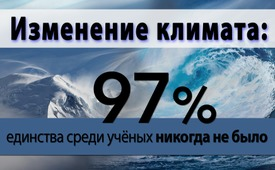 Изменение климата:
97%
единства среди учёных никогда не было